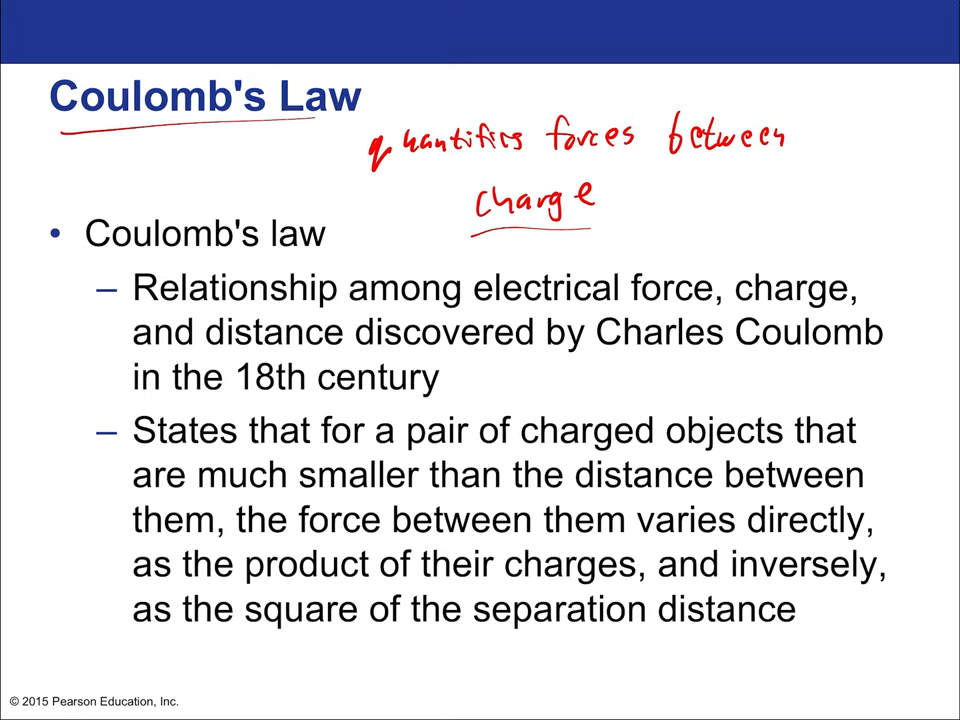 Coulomb's Law
quantifies forces between
charge
• Coulomb's law
– Relationship among electrical force, charge,
and distance discovered by Charles Coulomb
in the 18th century
– States that for a pair of charged objects that
are much smaller than the distance between
them, the force between them varies directly,
as the product of their charges, and inversely,
as the square of the separation distance
© 2015 Pearson Education, Inc.